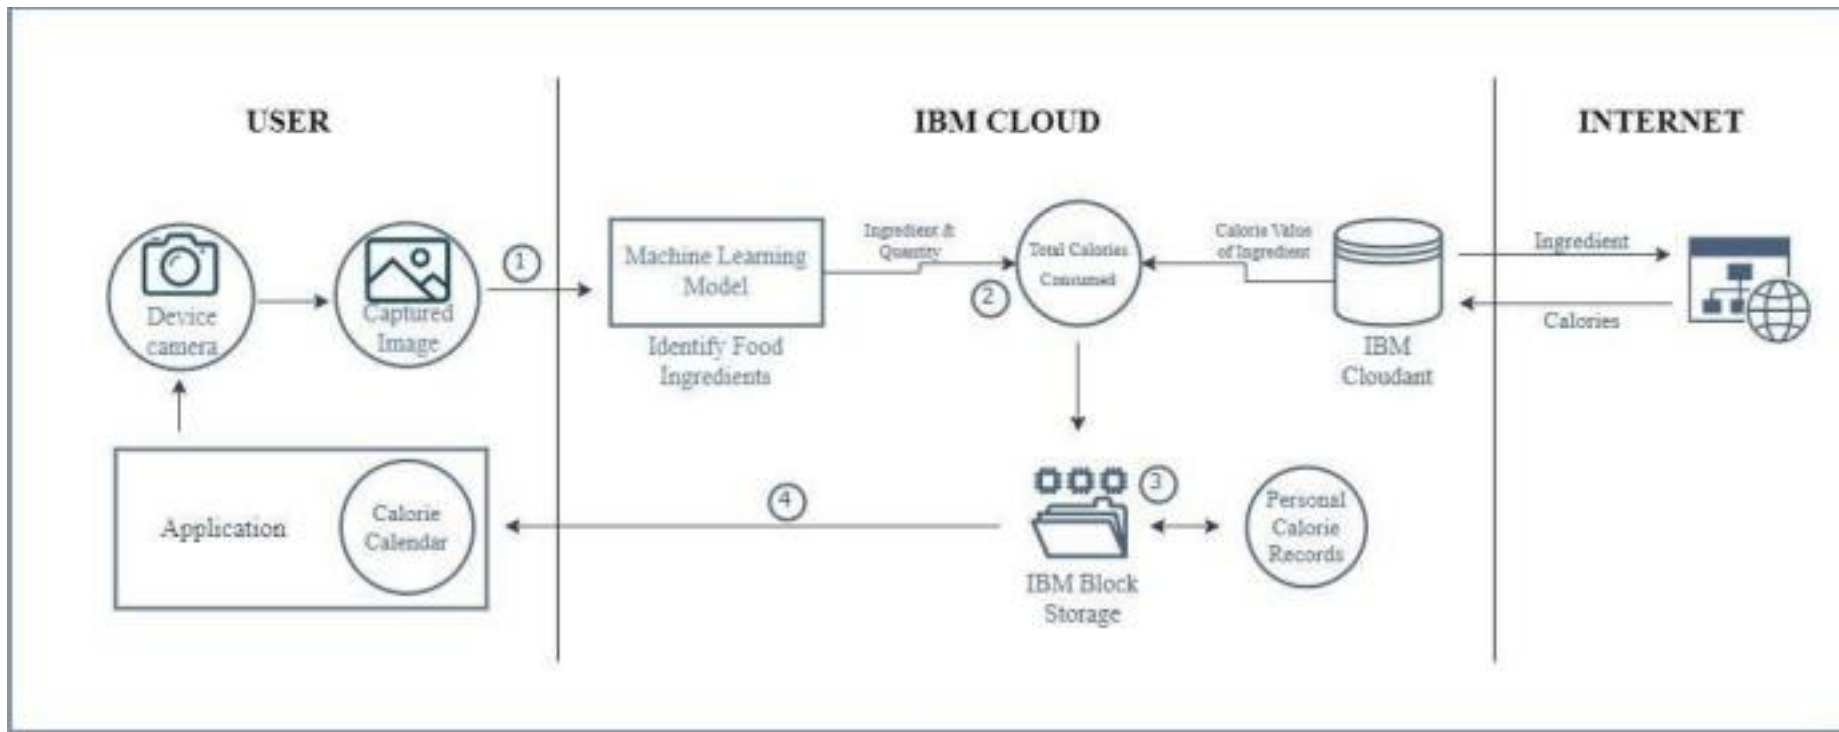 USER
IBM CLOUD
INTERNET
Device
camera
Captured
Image
1
Machine Learning
Model
Identify Food
Ingredients
Ingredient &
Quantity
2
Total Calories
Consumed
Calorie Value
of Ingredient
IBM
Cloudant
Ingredient
Calories
Application
Calorie
Calendar
4
3
IBM Block
Storage
Personal
Calorie
Records